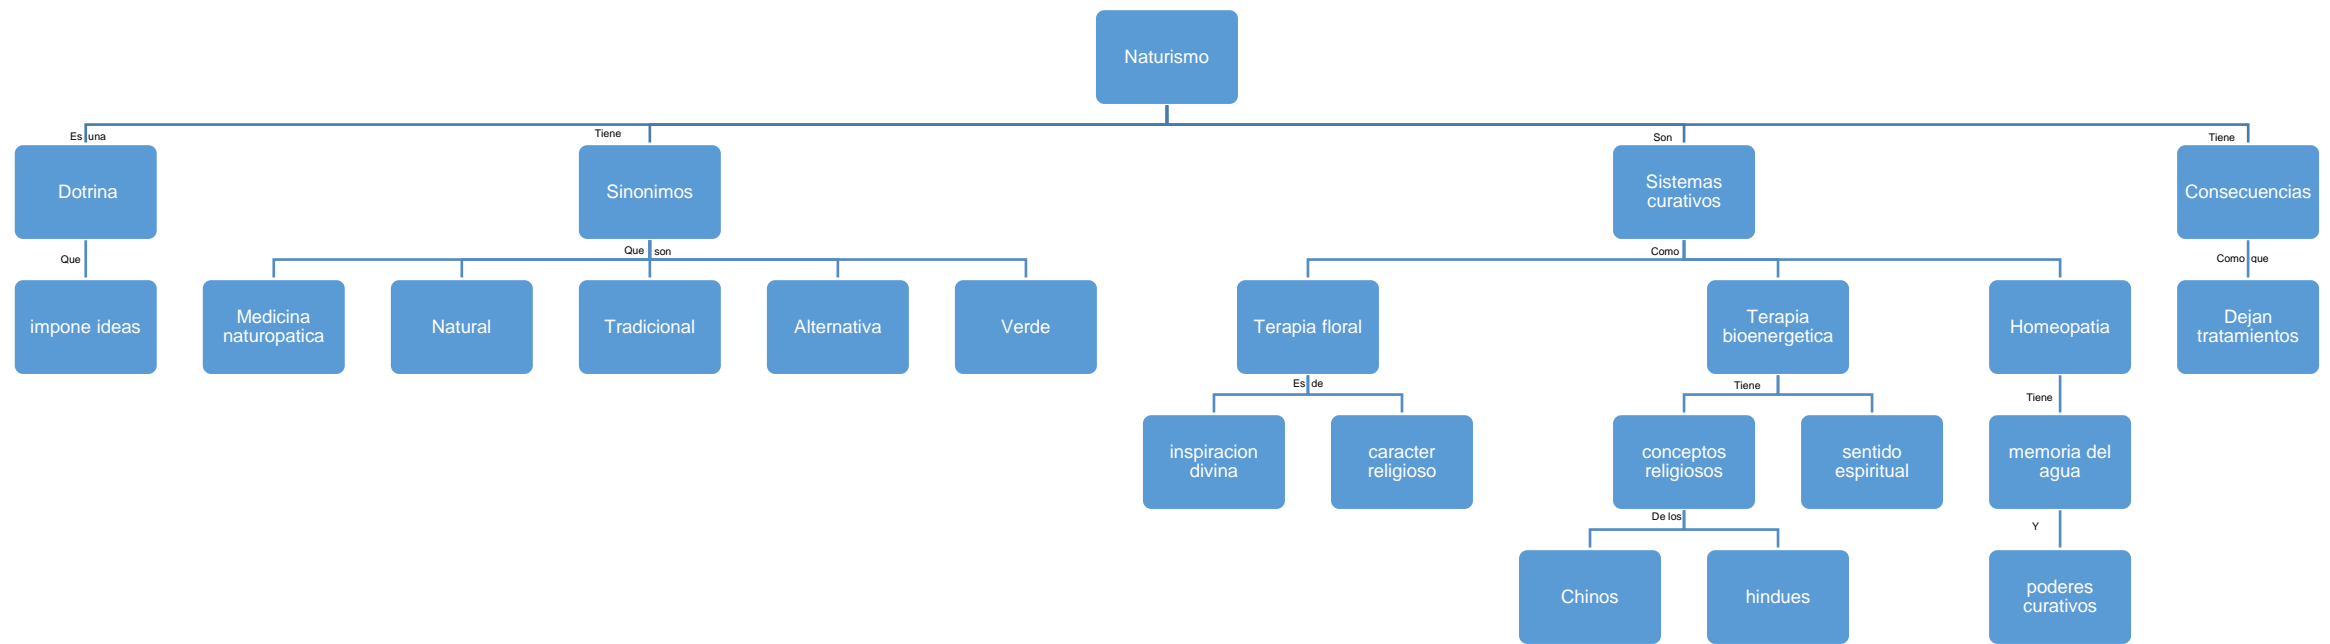 Naturismo
Es una
Tiene
Son
Tiene
Dotrina
Sinonimos
Sistemas
curativos
Consecuencias
Que
Que son
Como
Como que
impone ideas
Medicina
naturopatica
Natural
Tradicional
Alternativa
Verde
Terapia floral
Terapia
bioenergetica
Homeopatia
Dejan
tratamientos
Es de
Tiene
Tiene
inspiracion
divina
caracter
religioso
conceptos
religiosos
sentido
espiritual
memoria del
agua
De los
Y
Chinos
hindues
poderes
curativos